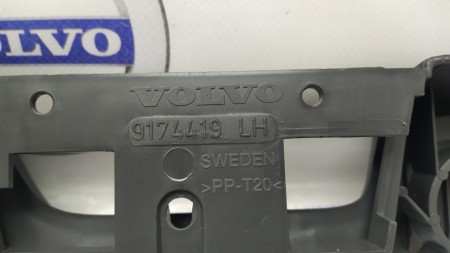 VOLVO
VOLVO
9174419 LH
SWEDEN
>PP-T20<